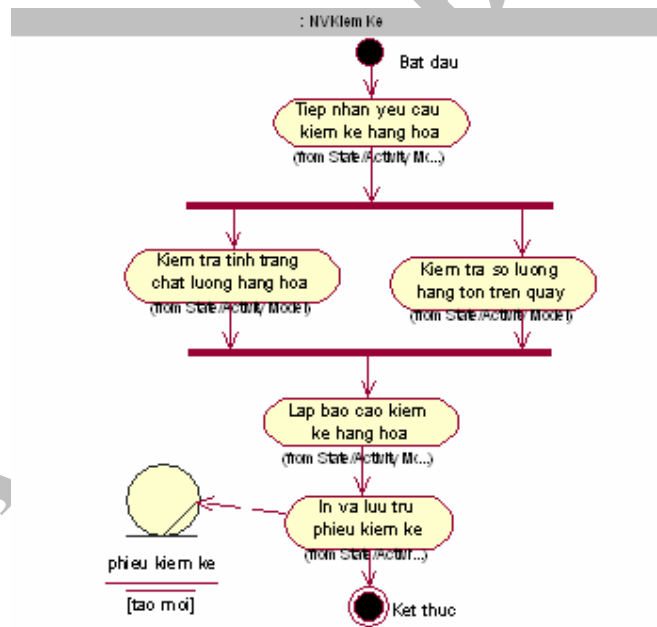 : NVKiem Ke
Bat dau
Tiep nhan yeu cau
kiem ke hang hoa
(from State/Activity Mo...)
Kiem tra tinh trang
chat luong hang hoa
(from State/Activity Model)
Kiem tra so luong
hang ton tren quay
(from State/Activity Model)
Lap bao cao kiem
ke hang hoa
(from State/Activity Mo...)
In va luu tru
phieu kiem ke
(from State/Activit...)
phieu kiem ke
[tao moi]
Ket thuc